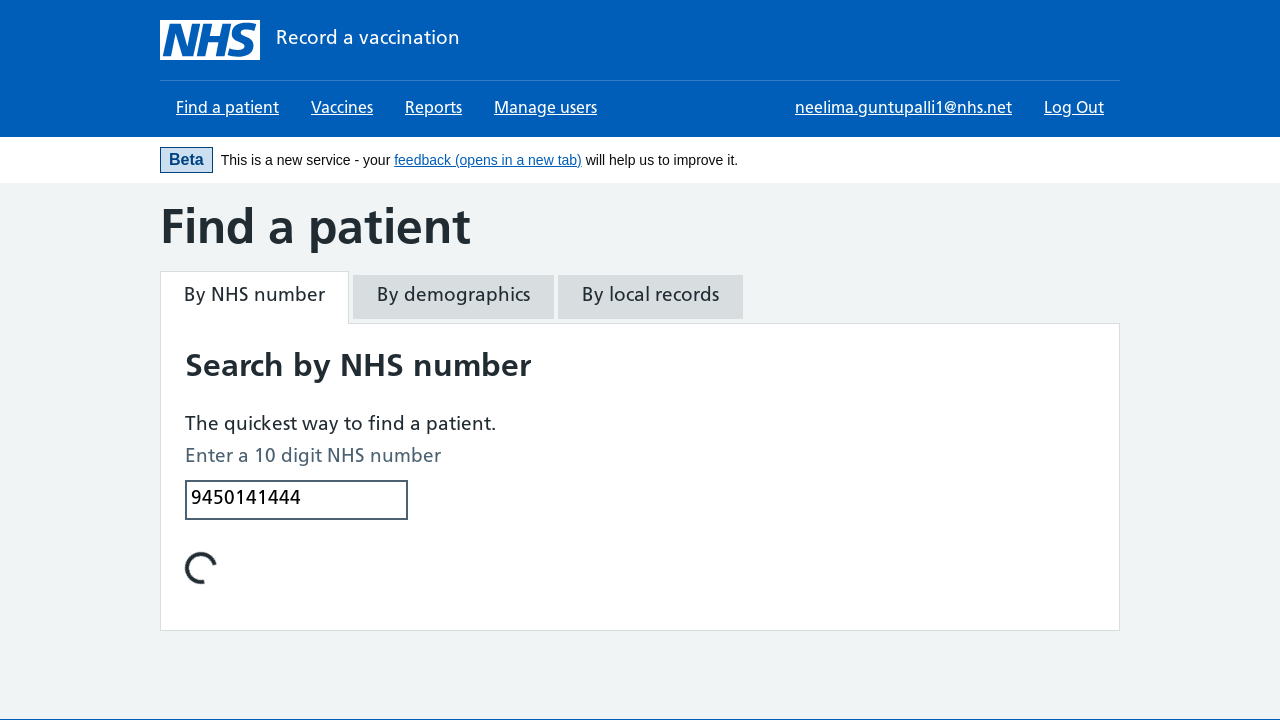 NHS Record a vaccination
Find a patient Vaccines Reports Manage users neelima.guntupalli1@nhs.net Log Out
Beta This is a new service - your feedback (opens in a new tab) will help us to improve it.
Find a patient
By NHS number By demographics By local records
Search by NHS number
The quickest way to find a patient.
Enter a 10 digit NHS number
9450141444